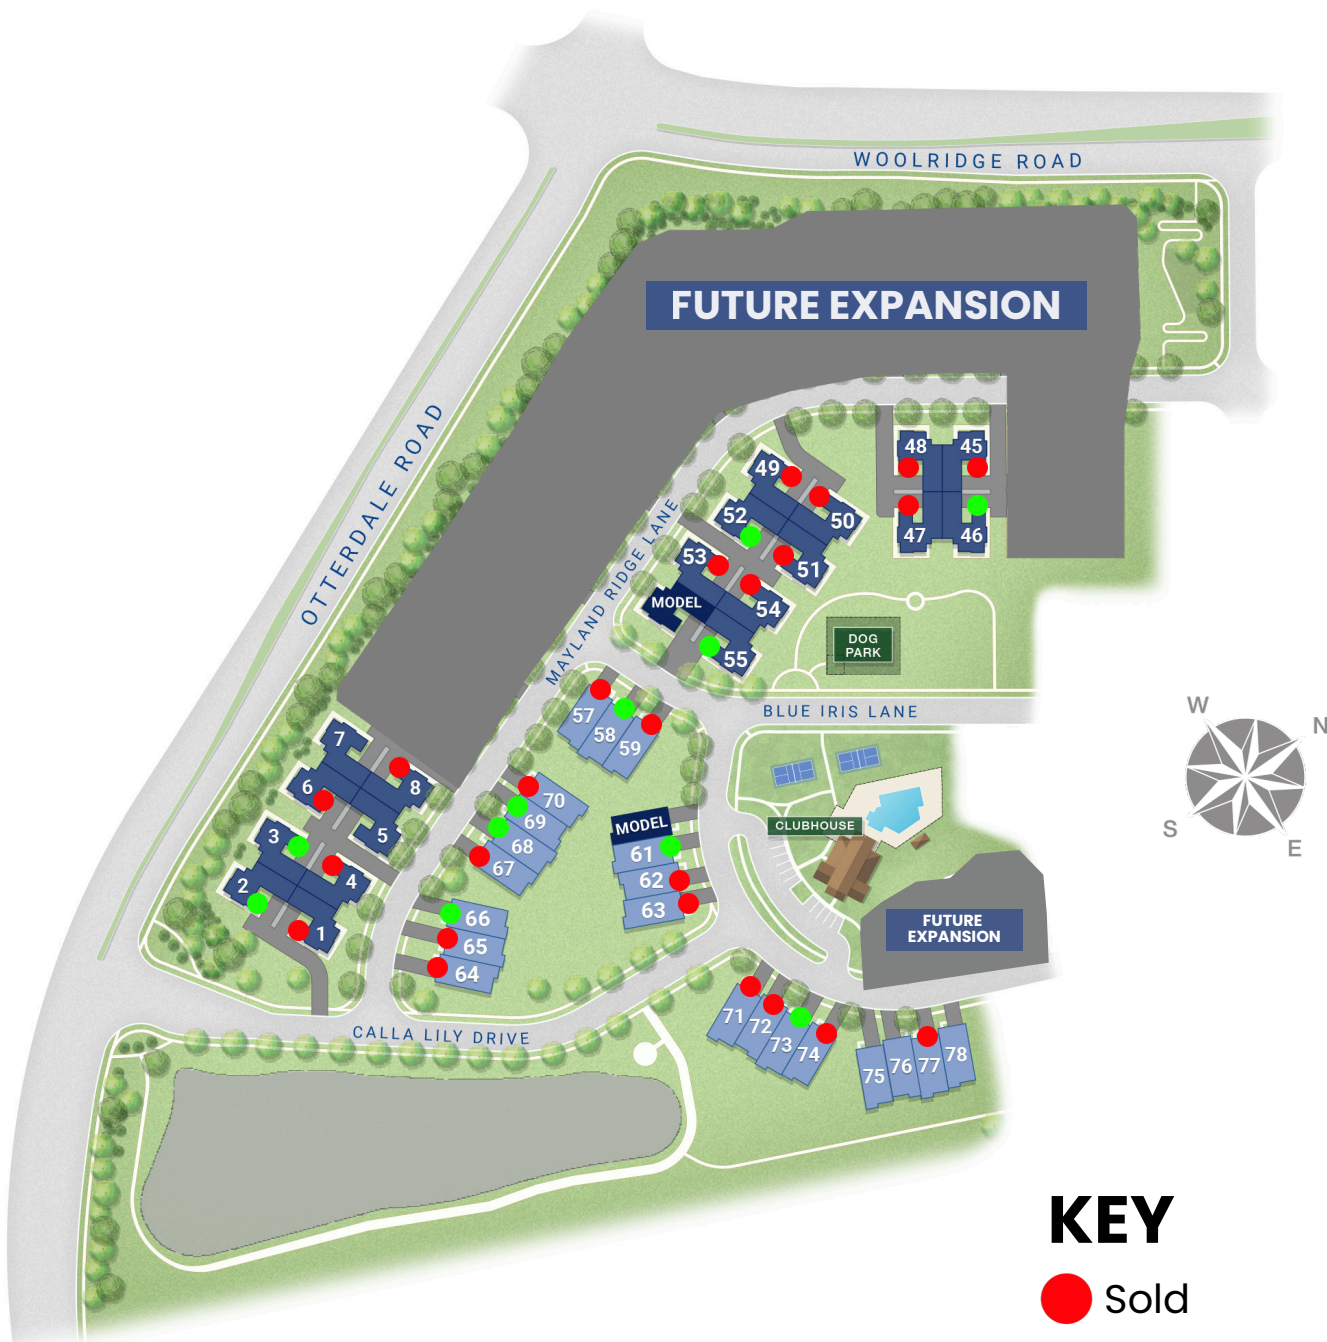 WOOLRIDGE ROAD
FUTURE EXPANSION
OTTERDALE ROAD
MAYLAND RIDGE LANE
48
45
47
46
49
50
52
51
53
54
MODEL
55
DOG
PARK
BLUE IRIS LANE
57
58
59
7
6
8
5
3
4
2
1
70
69
68
67
MODEL
61
62
63
66
65
64
CLUBHOUSE
FUTURE
EXPANSION
W
N
S
E
CALLA LILY DRIVE
71
72
73
74
75
76
77
78
KEY
Sold